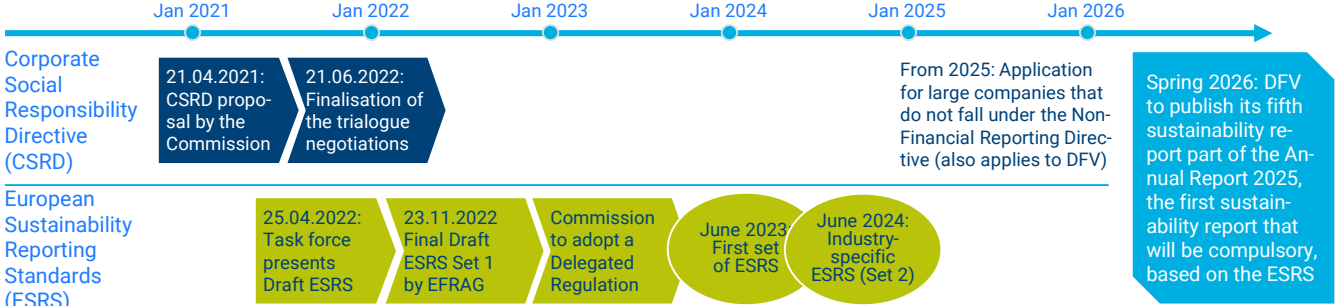 Jan 2021
Jan 2022
Jan 2023
Jan 2024
Jan 2025
Jan 2026
Corporate
Social
Responsibility
Directive
(CSRD)
21.04.2021:
CSRD propo-
sal by the
Commission
21.06.2022:
Finalisation of
the trialogue
negotiations
From 2025: Application
for large companies that
do not fall under the Non-
Financial Reporting Direc-
tive (also applies to DFV)
Spring 2026: DFV
to publish its fifth
sustainability re-
port part of the An-
nual Report 2025,
the first sustain-
ability report that
will be compulsory,
based on the ESRS
European
Sustainability
Reporting
Standards
(ESRS)
25.04.2022:
Task force
presents
Draft ESRS
23.11.2022
Final Draft
ESRS Set 1
by EFRAG
Commission
to adopt a
Delegated
Regulation
June 2023:
First set
of ESRS
June 2024:
Industry-
specific
ESRS (Set 2)